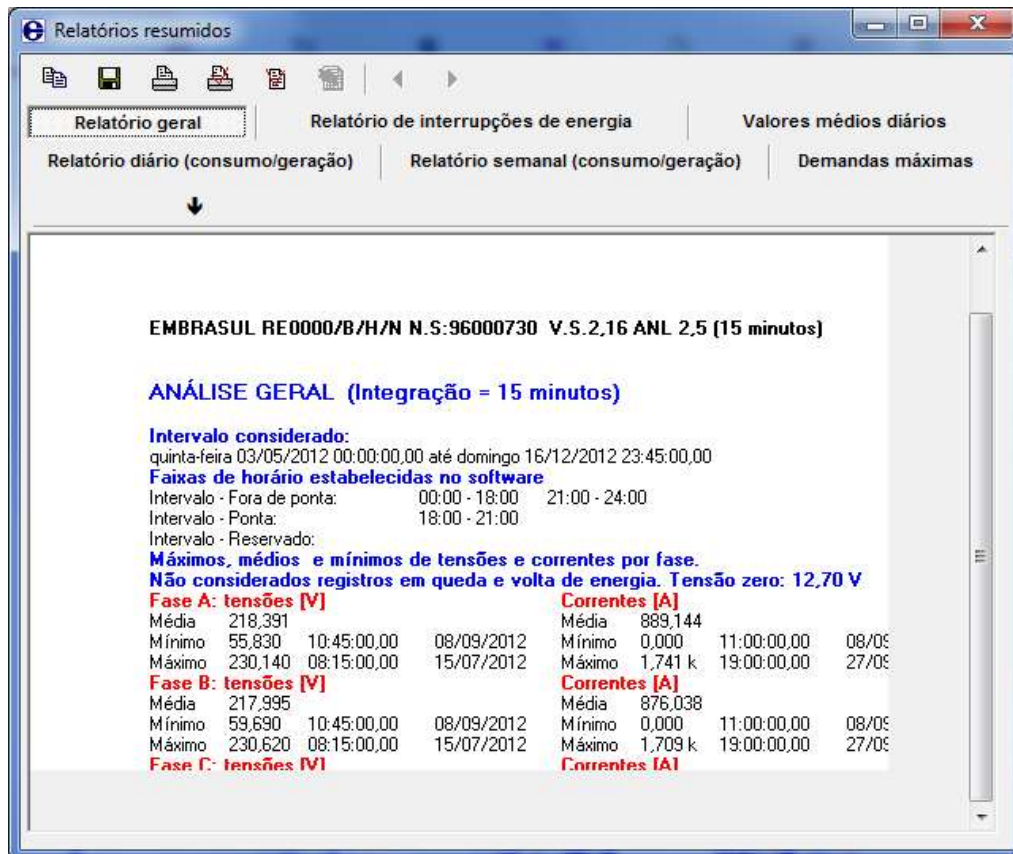 Relatórios resumidos
Relatório geral Relatório de interrupções de energia Valores médios diários
Relatório diário (consumo/geração) Relatório semanal (consumo/geração) Demandas máximas
EMBRASUL RE0000/B/H/N N.S:96000730 V.S.2,16 ANL 2,5 (15 minutos)
ANÁLISE GERAL (Integração = 15 minutos)
Intervalo considerado:
quinta-feira 03/05/2012 00:00:00,00 até domingo 16/12/2012 23:45:00,00
Faixas de horário estabelecidas no software
Intervalo - Fora de ponta: 00:00 - 18:00 21:00 - 24:00
Intervalo - Ponta: 18:00 - 21:00
Intervalo - Reservado:
Máximos, médios e mínimos de tensões e correntes por fase.
Não considerados registros em queda e volta de energia. Tensão zero: 12,70 V
Fase A: tensões [V] Correntes [A]
Média 218,391 Média 889,144
Mínimo 55,830 10:45:00,00 08/09/2012 Mínimo 0,000 11:00:00,00 08/09
Máximo 230,140 08:15:00,00 15/07/2012 Máximo 1,741 k 19:00:00,00 27/09
Fase B: tensões [V] Correntes [A]
Média 217,995 Média 876,038
Mínimo 59,690 10:45:00,00 08/09/2012 Mínimo 0,000 11:00:00,00 08/09
Máximo 230,620 08:15:00,00 15/07/2012 Máximo 1,709 k 19:00:00,00 27/09
Fase C: tensões [V] Correntes [A]